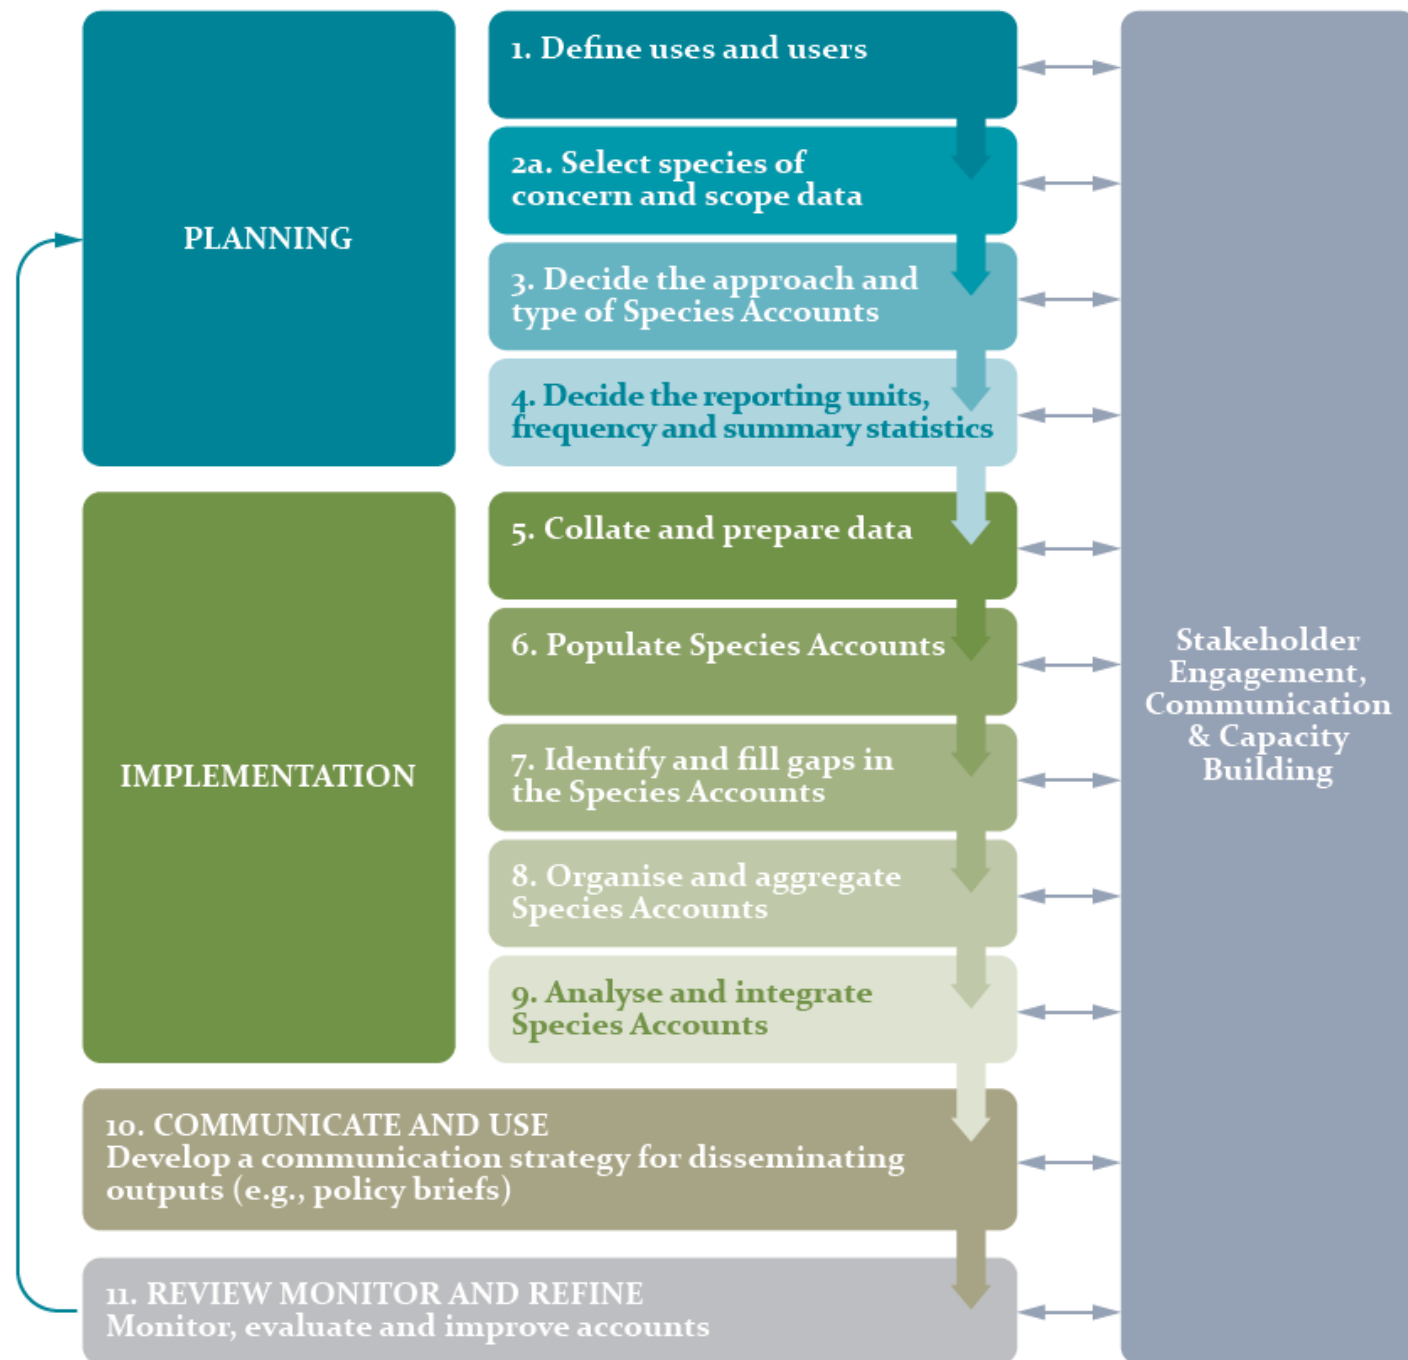 PLANNING
1. Define uses and users
2a. Select species of
concern and scope data
3. Decide the approach and
type of Species Accounts
4. Decide the reporting units,
frequency and summary statistics
IMPLEMENTATION
5. Collate and prepare data
6. Populate Species Accounts
7. Identify and fill gaps in
the Species Accounts
8. Organise and aggregate
Species Accounts
9. Analyse and integrate
Species Accounts
10. COMMUNICATE AND USE
Develop a communication strategy for disseminating
outputs (e.g., policy briefs)
11. REVIEW MONITOR AND REFINE
Monitor, evaluate and improve accounts
Stakeholder
Engagement,
Communication
& Capacity
Building